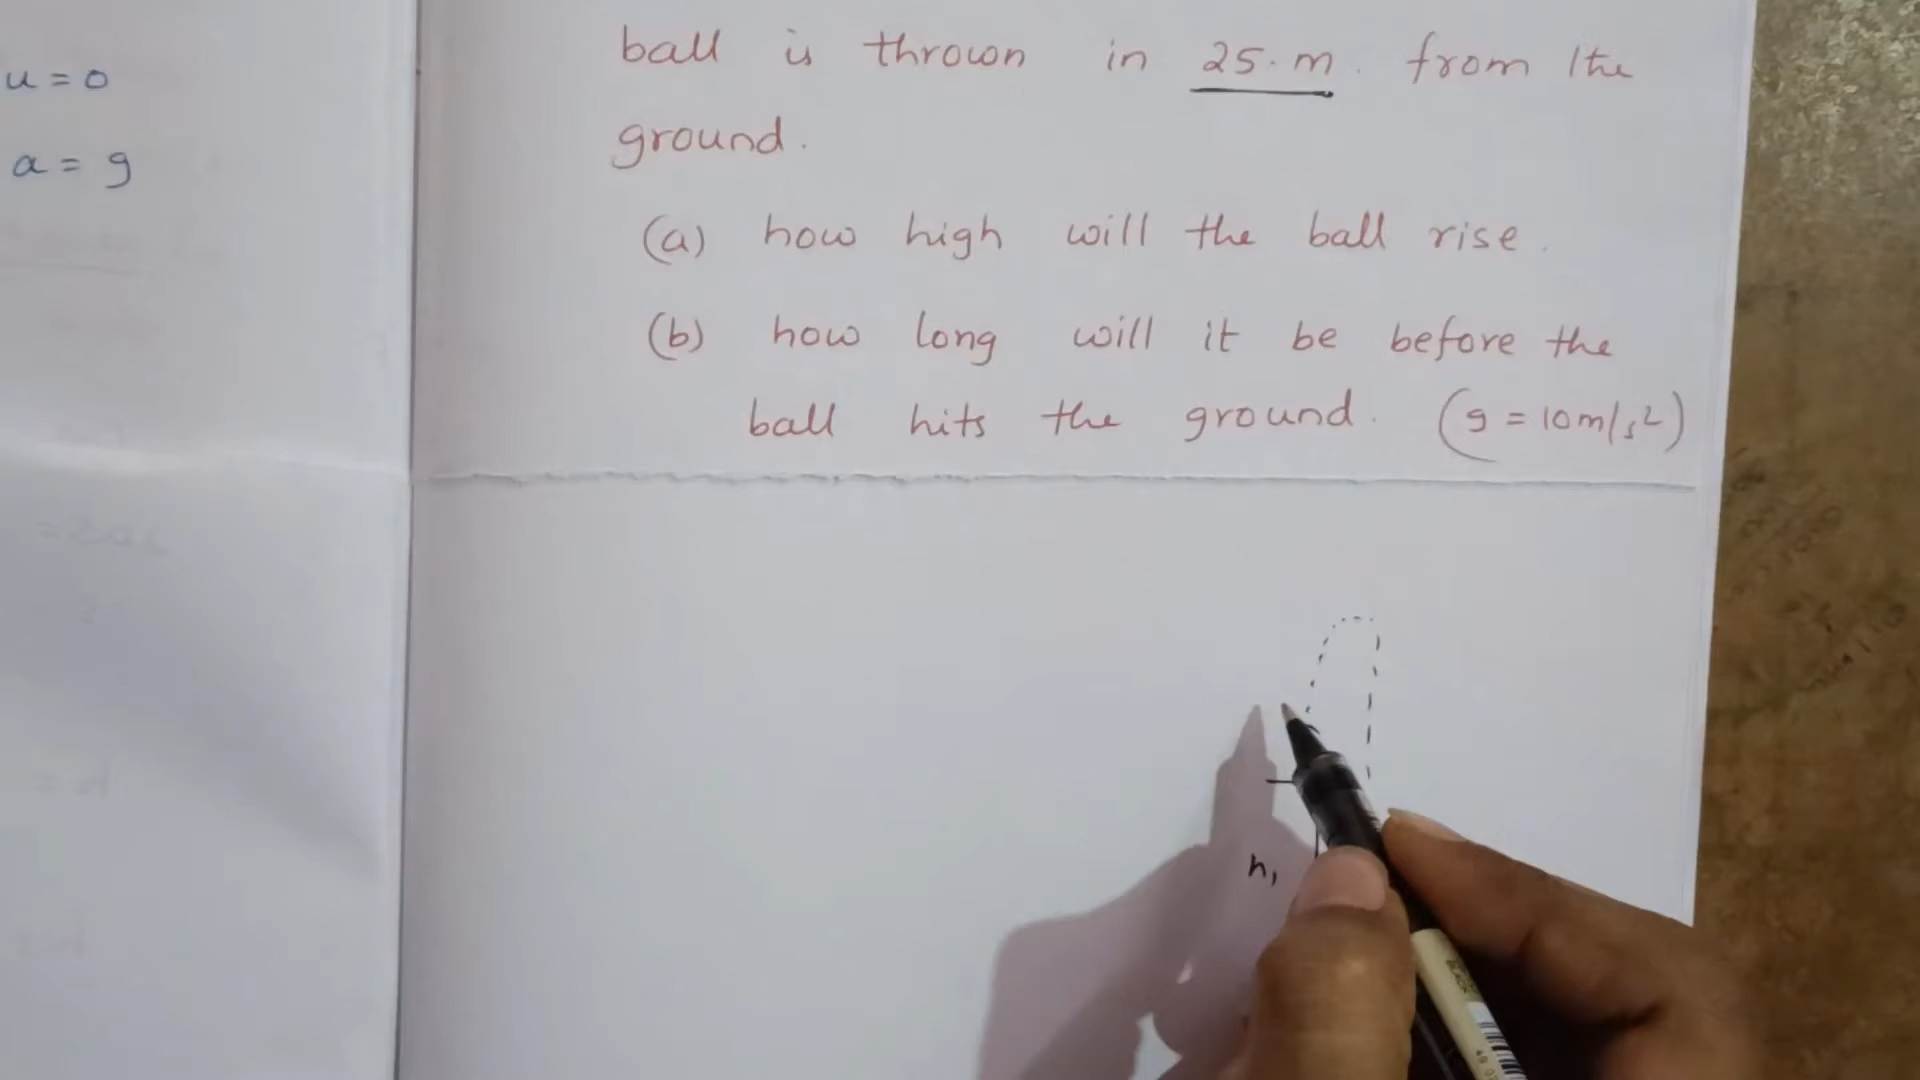 u = 0
a = g
ball is thrown in 25.m. from the
ground.
(a) how high will the ball rise.
(b) how long will it be before the
ball hits the ground. (g = 10m/s²)
h₁
BLACK